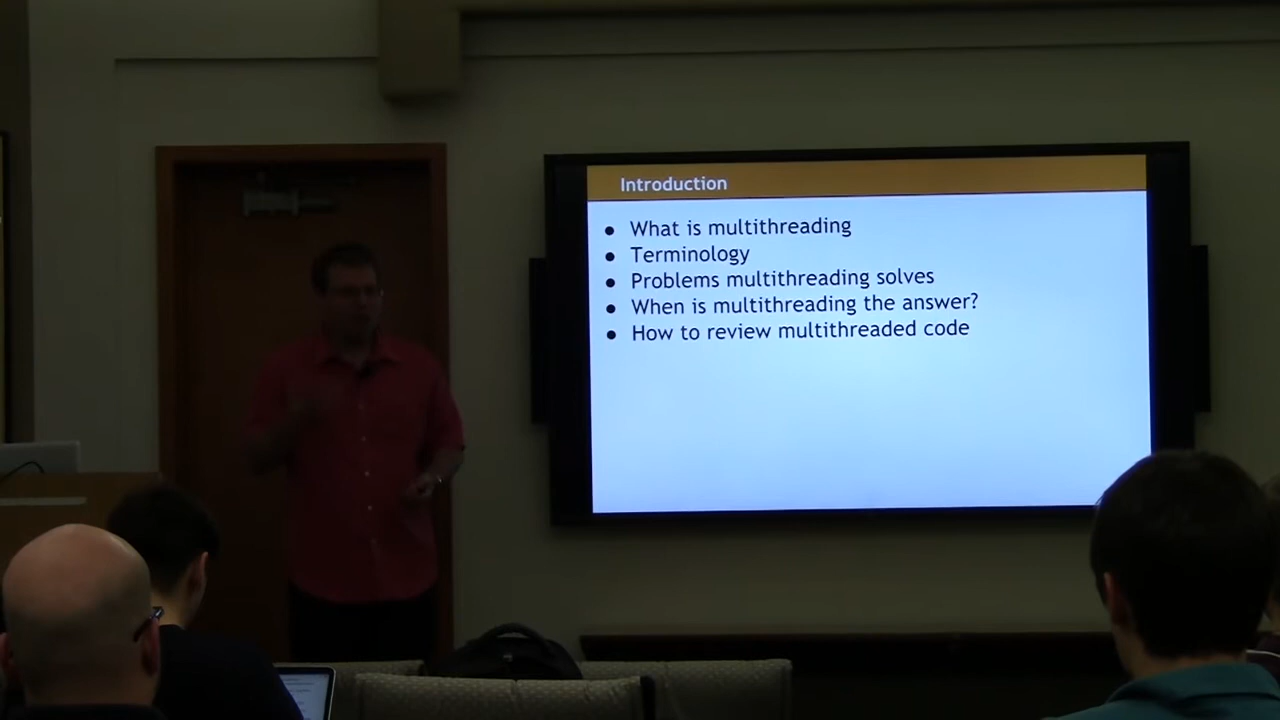 Introduction
● What is multithreading
● Terminology
● Problems multithreading solves
● When is multithreading the answer?
● How to review multithreaded code